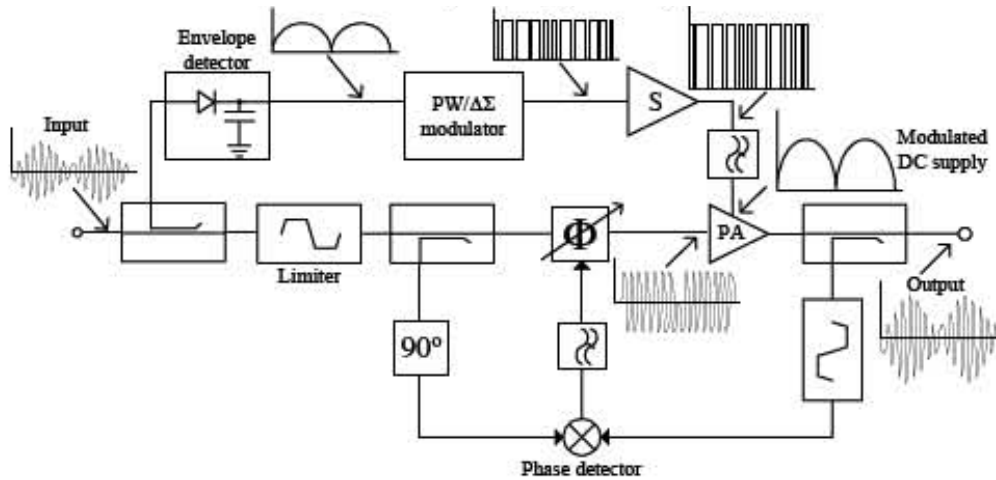 Envelope
detector
PW/ΔΣ
modulator
S
Input
Modulated
DC supply
Φ
PA
Limiter
Output
90º
Phase detector